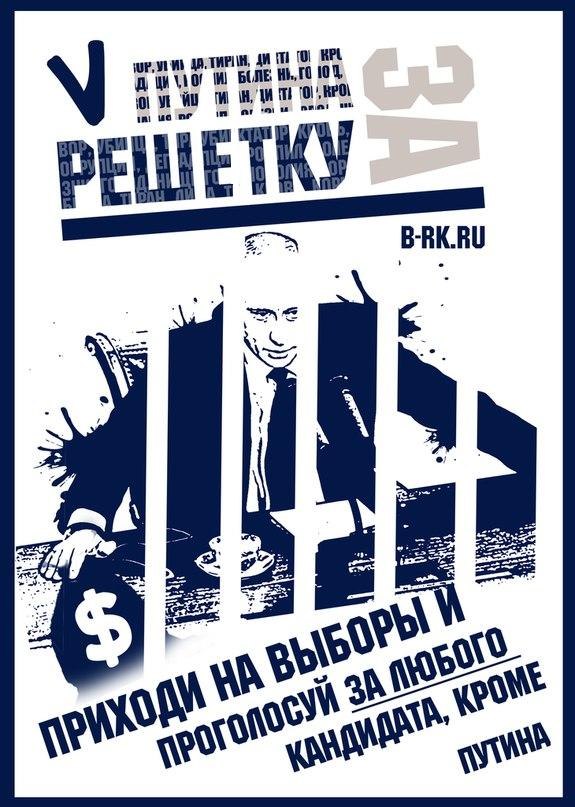 V ПУТИНА ЗА
РЕШЕТКУ
B-RK.RU
$
ПРИХОДИ НА ВЫБОРЫ И
ПРОГОЛОСУЙ ЗА ЛЮБОГО
КАНДИДАТА, КРОМЕ
ПУТИНА